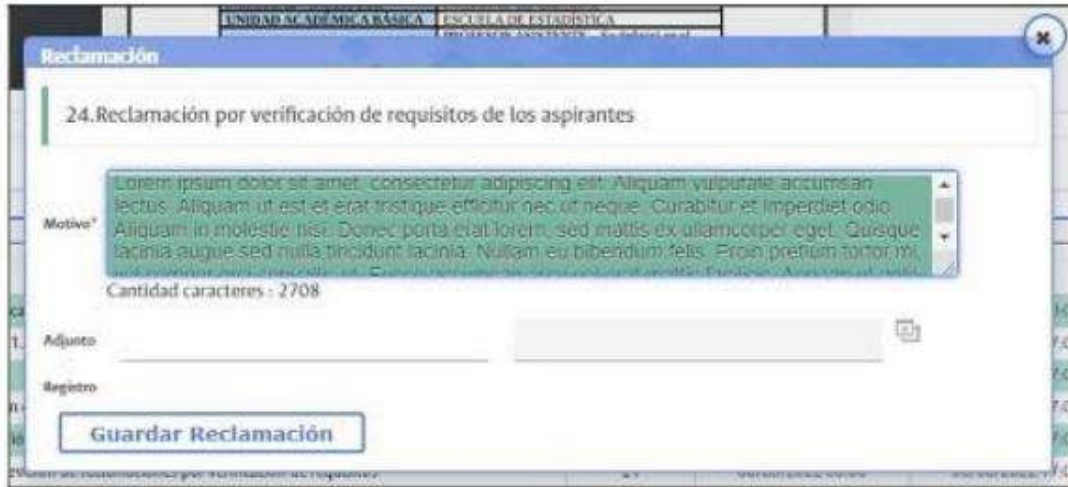 UNIDAD ACADÉMICA BÁSICA ESCUELA DE ESTADÍSTICA
Reclamación
24.Reclamación por verificación de requisitos de los aspirantes
Motivo*
Lorem ipsum dolor sit amet, consectetur adipiscing elit. Aliquam vulputate accumsan
lectus. Aliquam ut est et erat tristique efficitur nec ut neque. Curabitur et imperdiet odio.
Aliquam in molestie nisi. Donec porta erat lorem, sed mattis ex ullamcorper eget. Quisque
lacinia augue sed nulla tincidunt lacinia. Nullam eu bibendum felis. Proin pretium tortor mi,
Cantidad caracteres : 2708
Adjunto
Registro
Guardar Reclamación